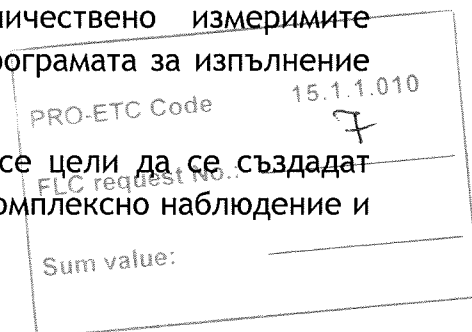 ичествено измеримите
рограмата за изпълнение
PRO-ETC Code 15.1.1.010
7
се цели да се създадат
FLC request No.:
омплексно наблюдение и
Sum value: